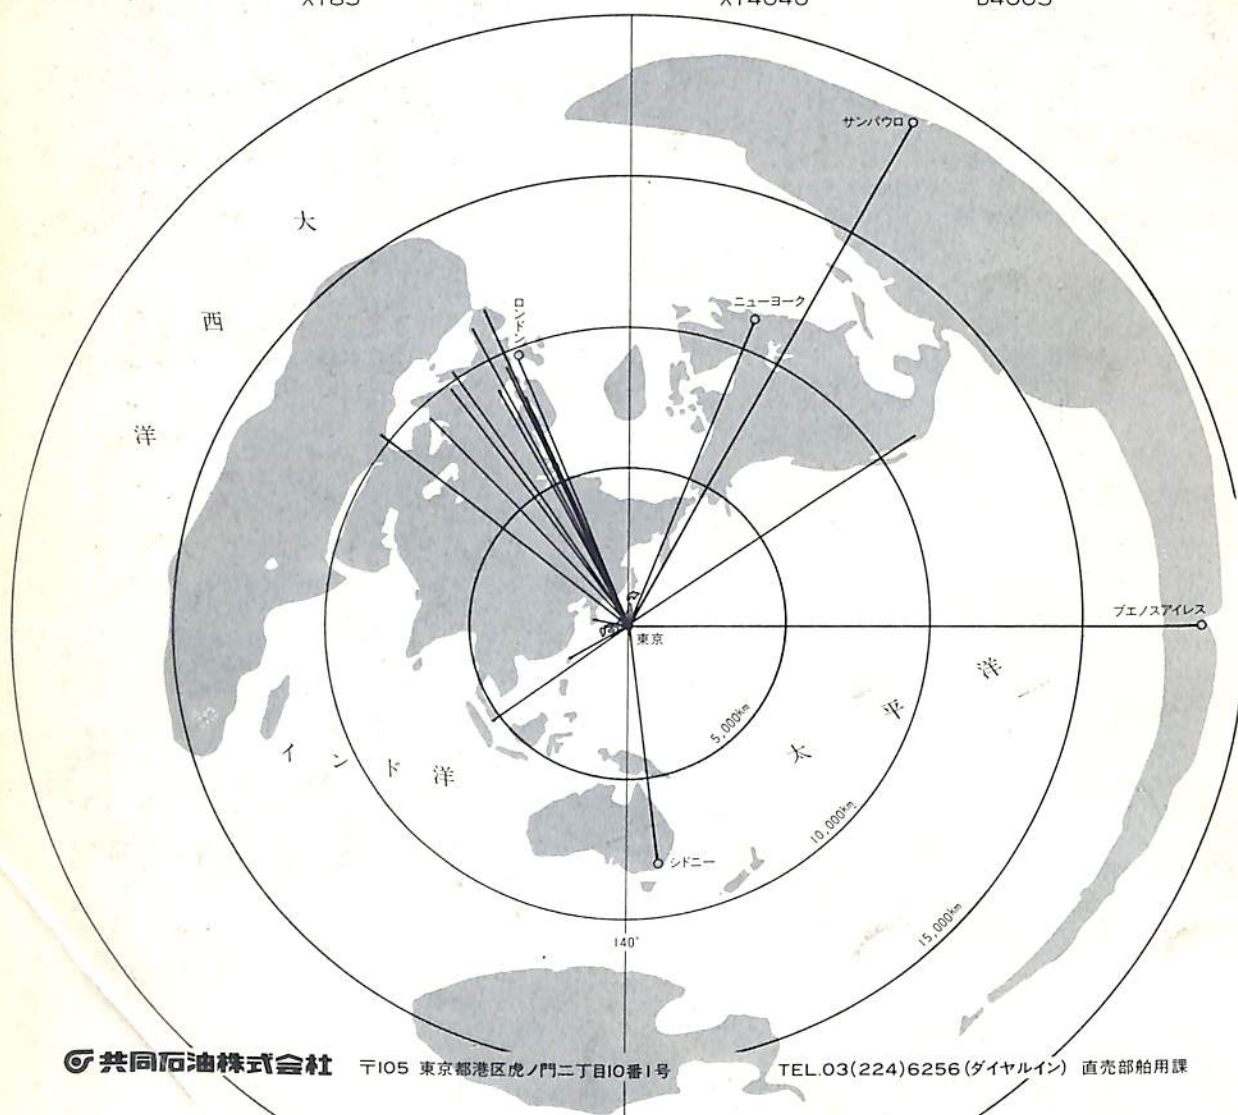 サンパウロ
大
西
洋
ロンドン
ニューヨーク
ブエノスアイレス
東京
5,000km
10,000km
15,000km
太平洋
インド洋
シドニー
140°
共同石油株式会社 〒105 東京都港区虎ノ門二丁目10番1号 TEL.03(224)6256(ダイヤルイン) 直売部舶用課